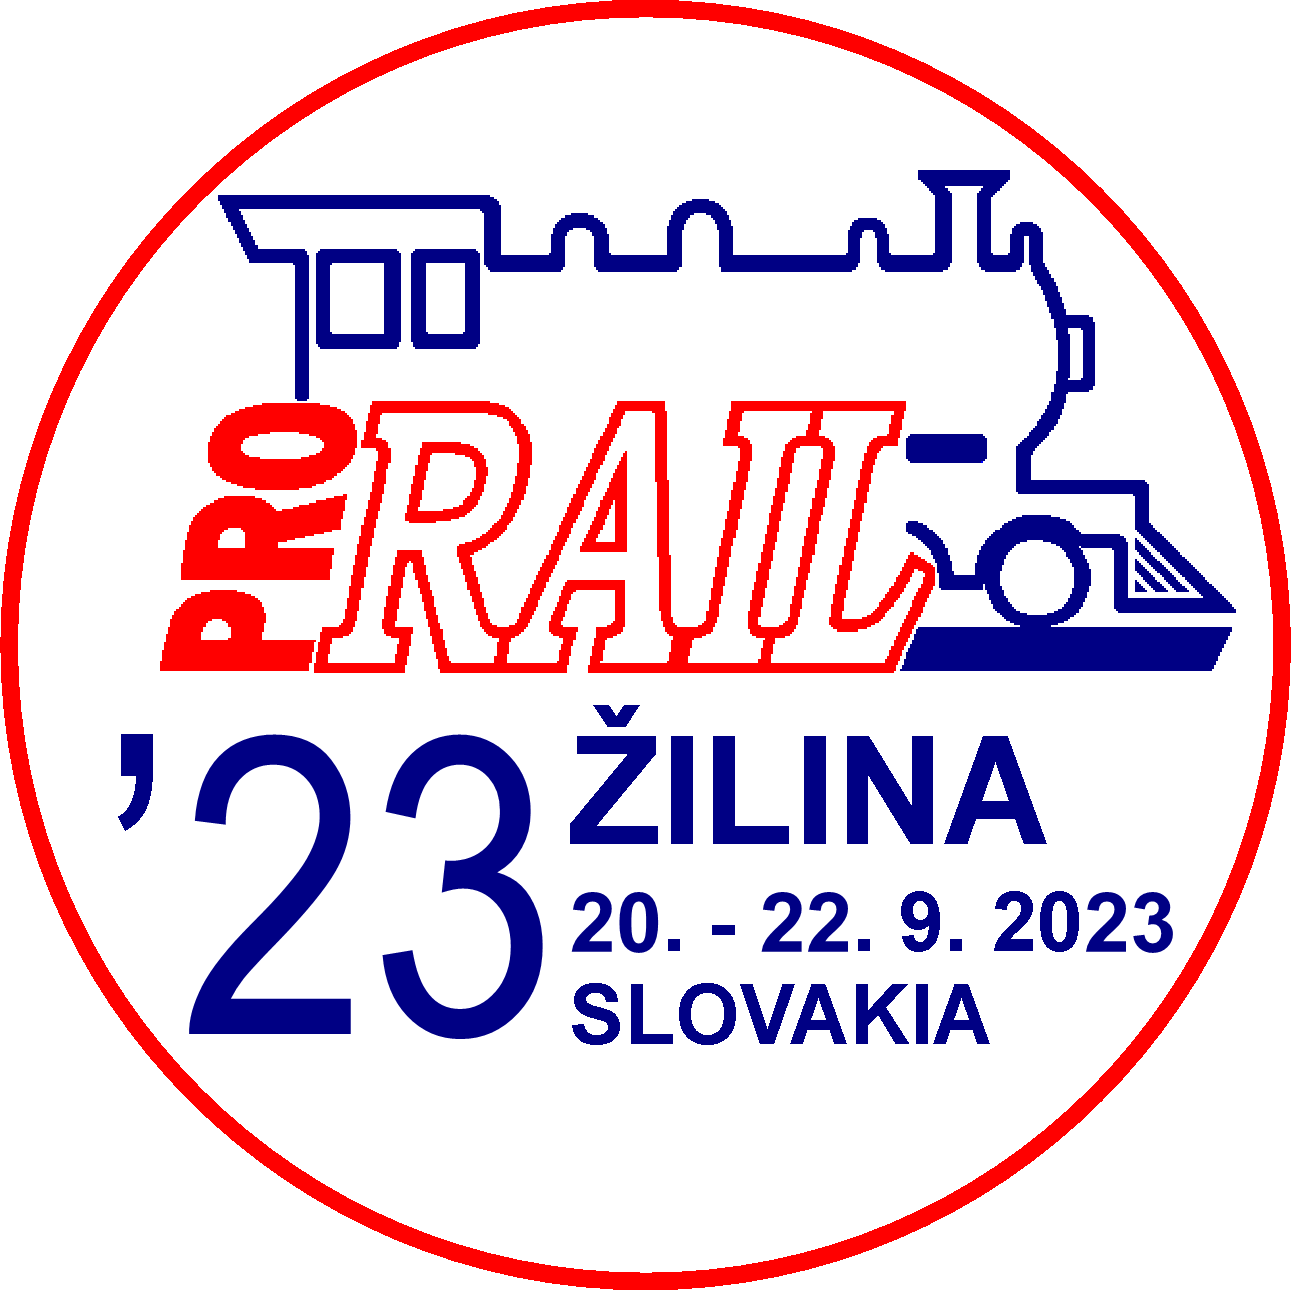 PRO
RAIL
’23
ŽILINA
20. - 22. 9. 2023
SLOVAKIA